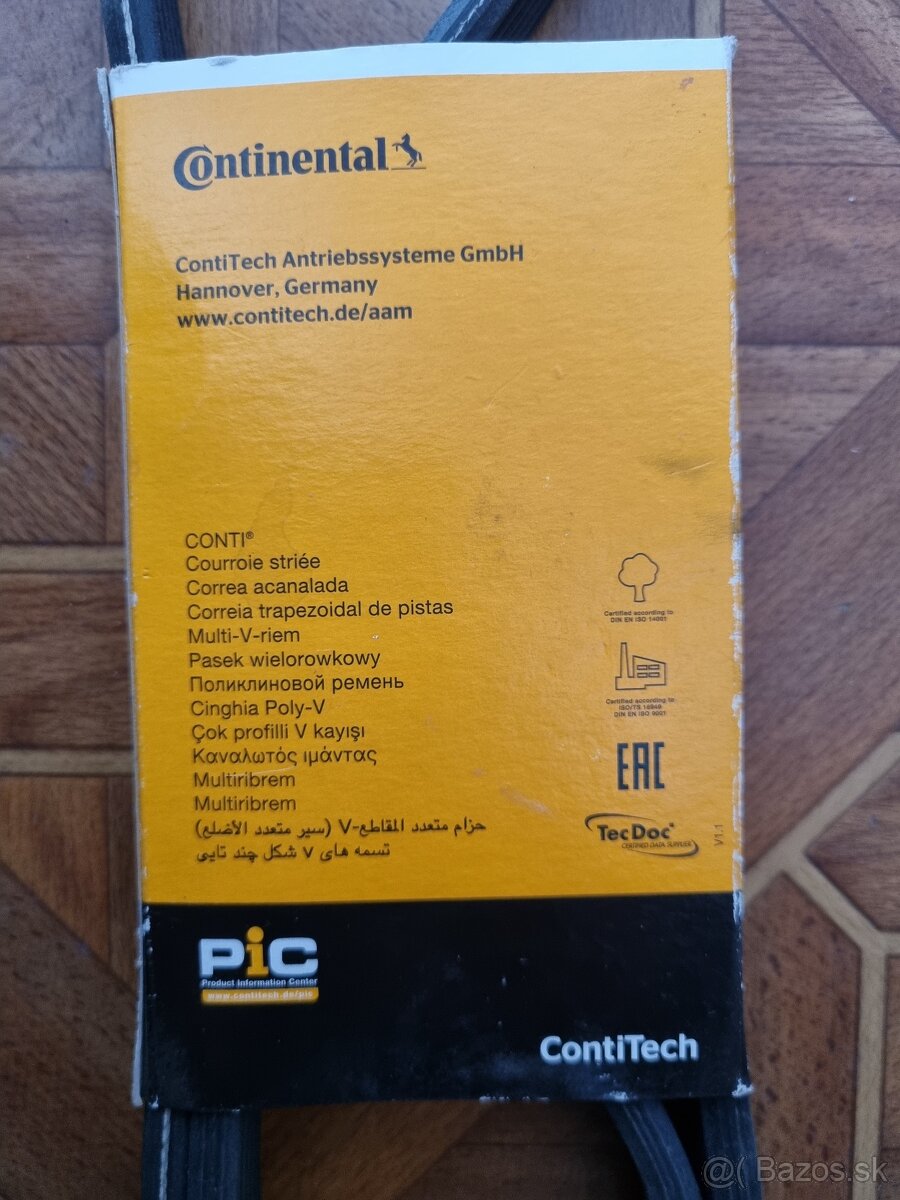 Continental
ContiTech Antriebssysteme GmbH
Hannover, Germany
www.contitech.de/aam
CONTI®
Courroie striée
Correa acanalada
Correia trapezoidal de pistas
Multi-V-riem
Pasek wielorowkowy
Поликлиновой ремень
Cinghia Poly-V
Çok profilli V kayışı
Καναλωτός ιμάντας
Multiribrem
Multiribrem
حزام متعدد المقاطع-V (سير متعدد الأضلع)
تسمه های v شکل چند تایی
Certified according to
DIN EN ISO 14001
Certified according to
ISO/TS 16949
DIN EN ISO 9001
EAC
TecDoc
CERTIFIED DATA SUPPLIER
V1.1
PiC
Product Information Center
www.contitech.de/pic
ContiTech
@( Bazos.sk